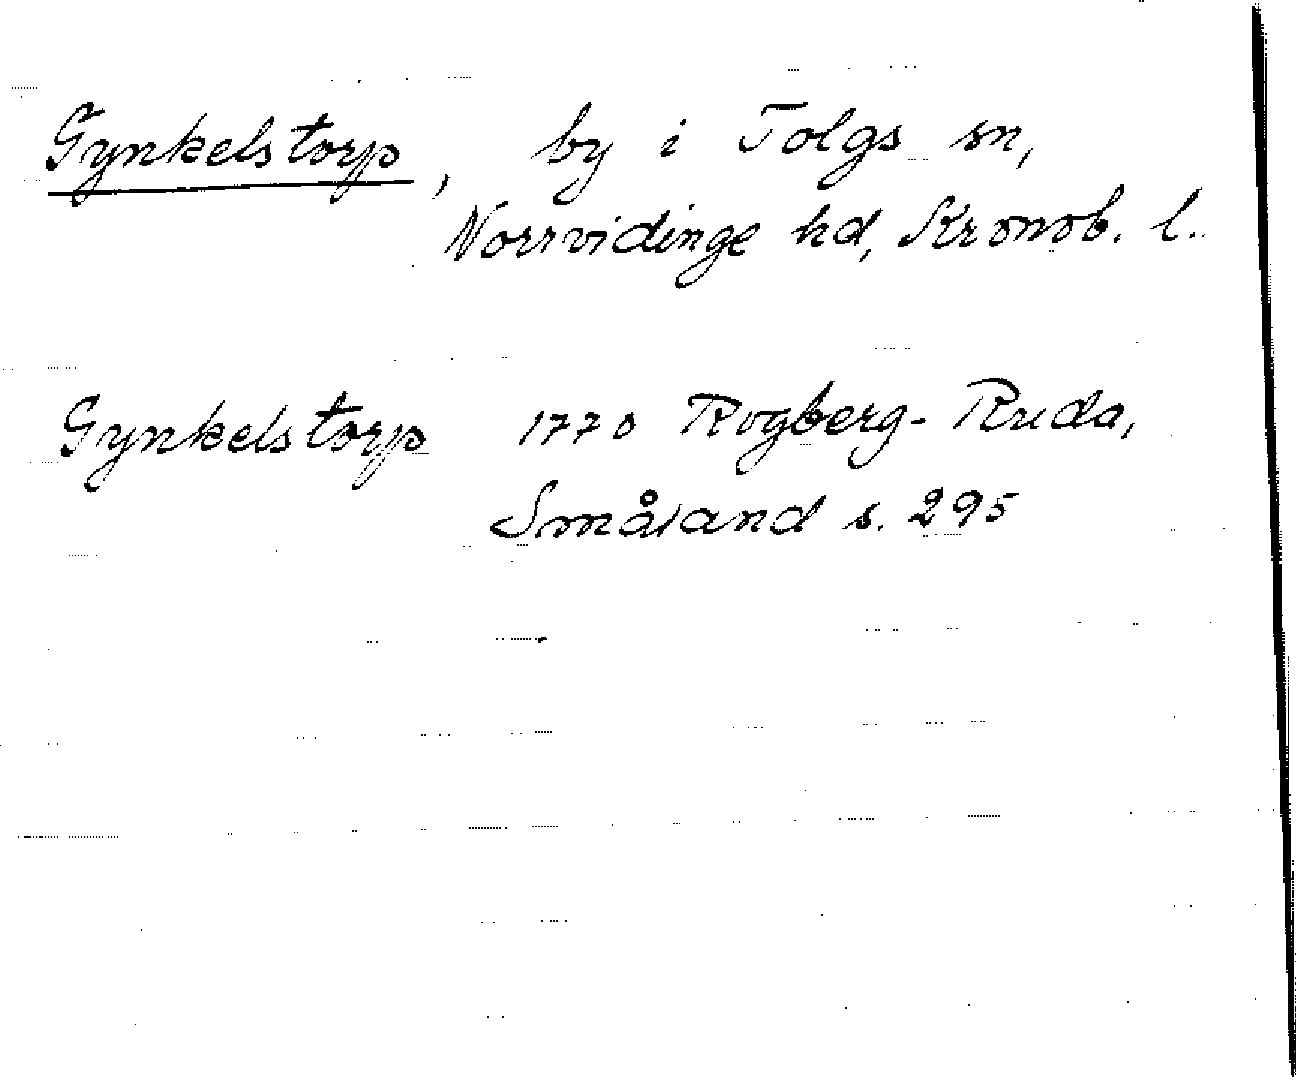 Gynkelstorp, by i Tolgs sn,
Norrvidinge hd, Kronob. l.
Gynkelstorp 1770 Rogberg-Ruda,
Småland s. 295